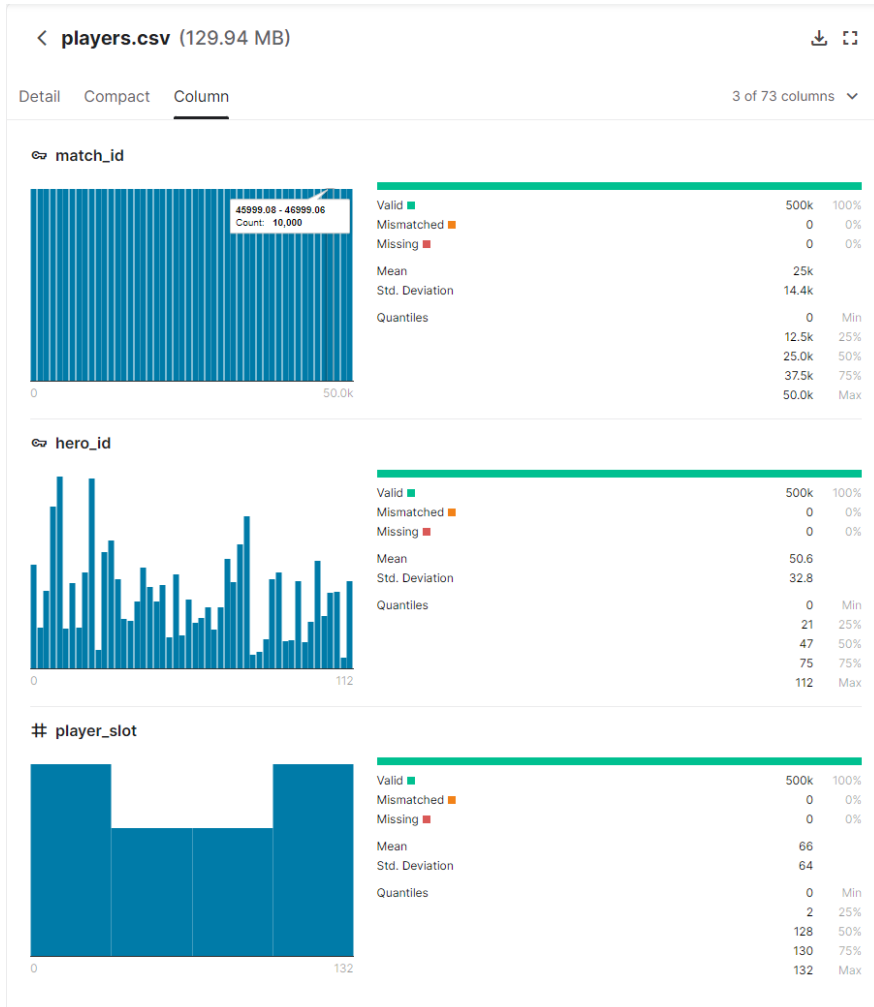 players.csv (129.94 MB)
Detail Compact Column 3 of 73 columns
match_id
45999.08 - 46999.06
Count: 10,000
0 50.0k
Valid 500k 100%
Mismatched 0 0%
Missing 0 0%
Mean 25k
Std. Deviation 14.4k
Quantiles 0 Min
12.5k 25%
25.0k 50%
37.5k 75%
50.0k Max
hero_id
0 112
Valid 500k 100%
Mismatched 0 0%
Missing 0 0%
Mean 50.6
Std. Deviation 32.8
Quantiles 0 Min
21 25%
47 50%
75 75%
112 Max
player_slot
0 132
Valid 500k 100%
Mismatched 0 0%
Missing 0 0%
Mean 66
Std. Deviation 64
Quantiles 0 Min
2 25%
128 50%
130 75%
132 Max